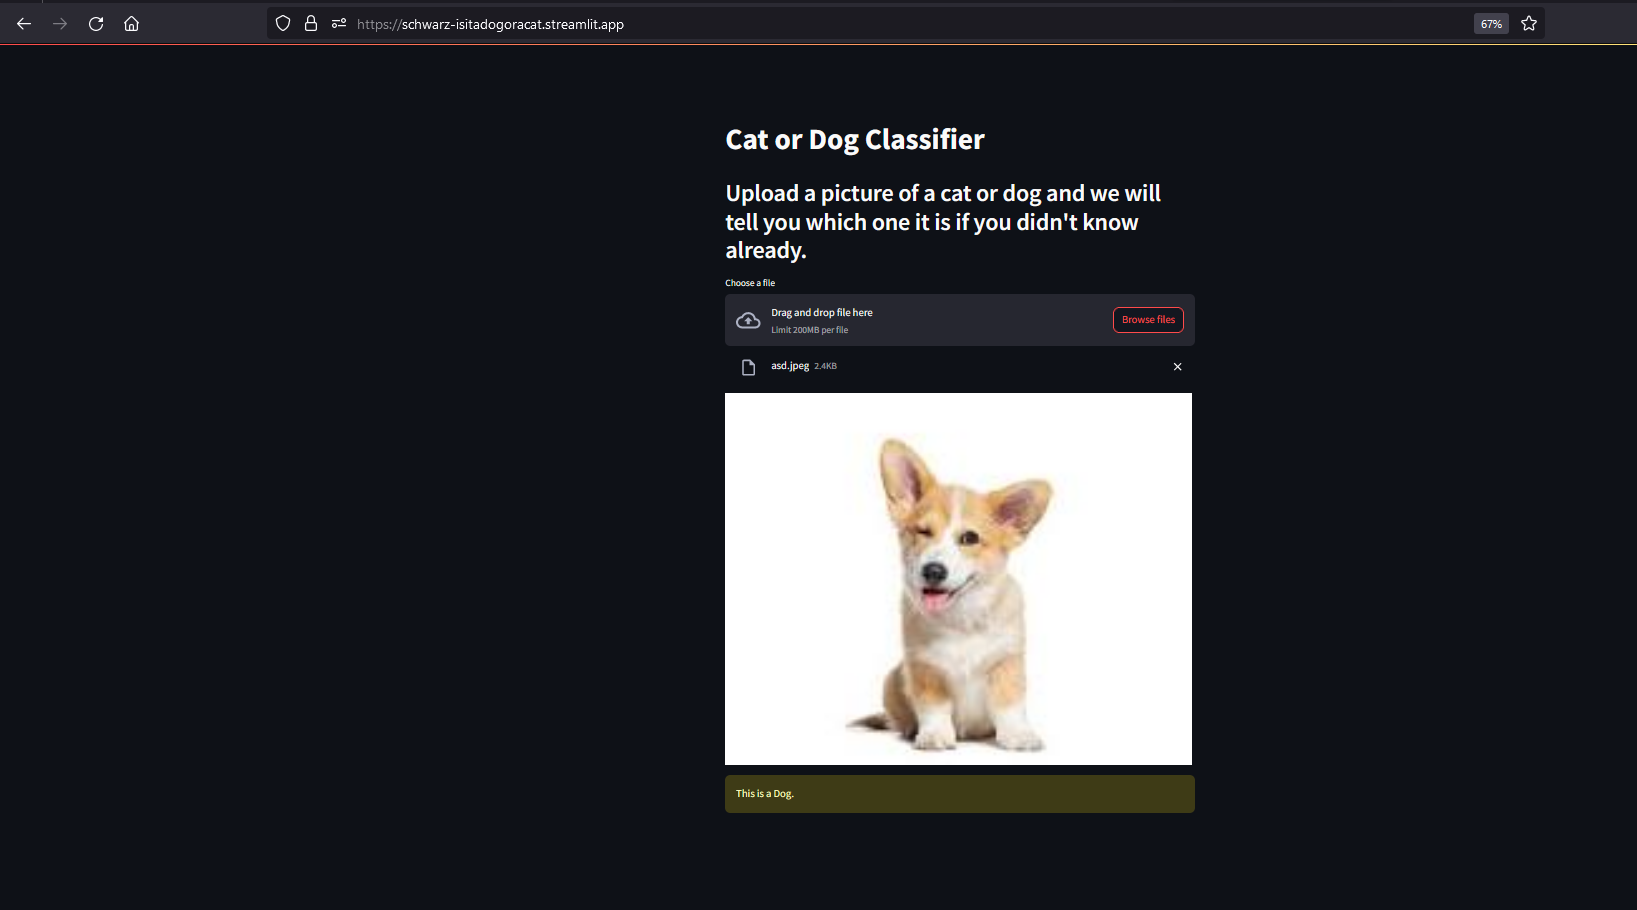 https://schwarz-isitadogoracat.streamlit.app
67%
Cat or Dog Classifier
Upload a picture of a cat or dog and we will
tell you which one it is if you didn't know
already.
Choose a file
Drag and drop file here
Limit 200MB per file
Browse files
asd.jpeg 2.4KB
This is a Dog.